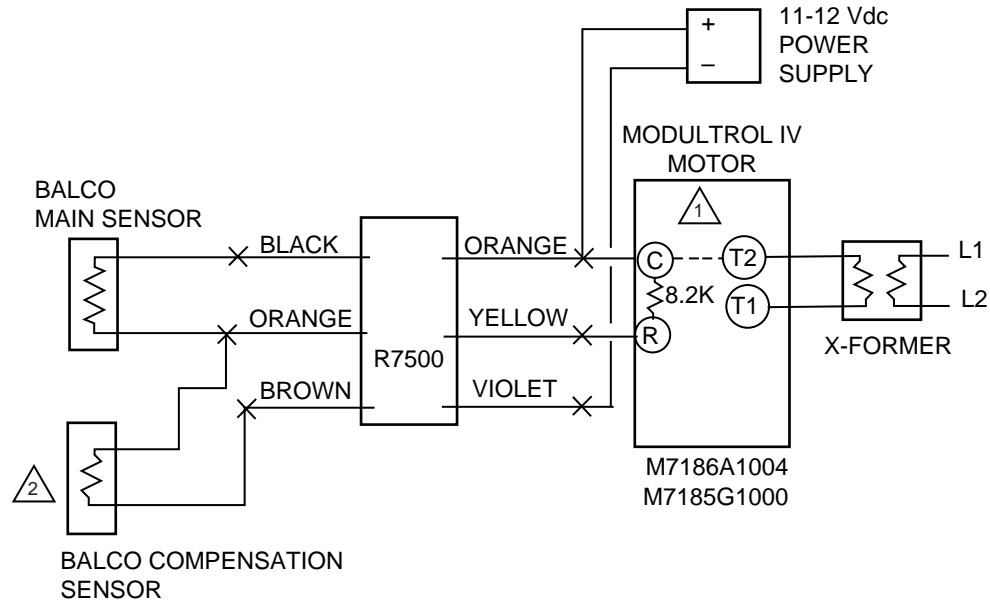 11-12 Vdc
POWER
SUPPLY
+
–
MODULTROL IV
MOTOR
1
BALCO
MAIN SENSOR
BLACK
ORANGE
C
T2
L1
8.2K
T1
L2
ORANGE
YELLOW
R
X-FORMER
R7500
BROWN
VIOLET
2
M7186A1004
M7185G1000
BALCO COMPENSATION
SENSOR